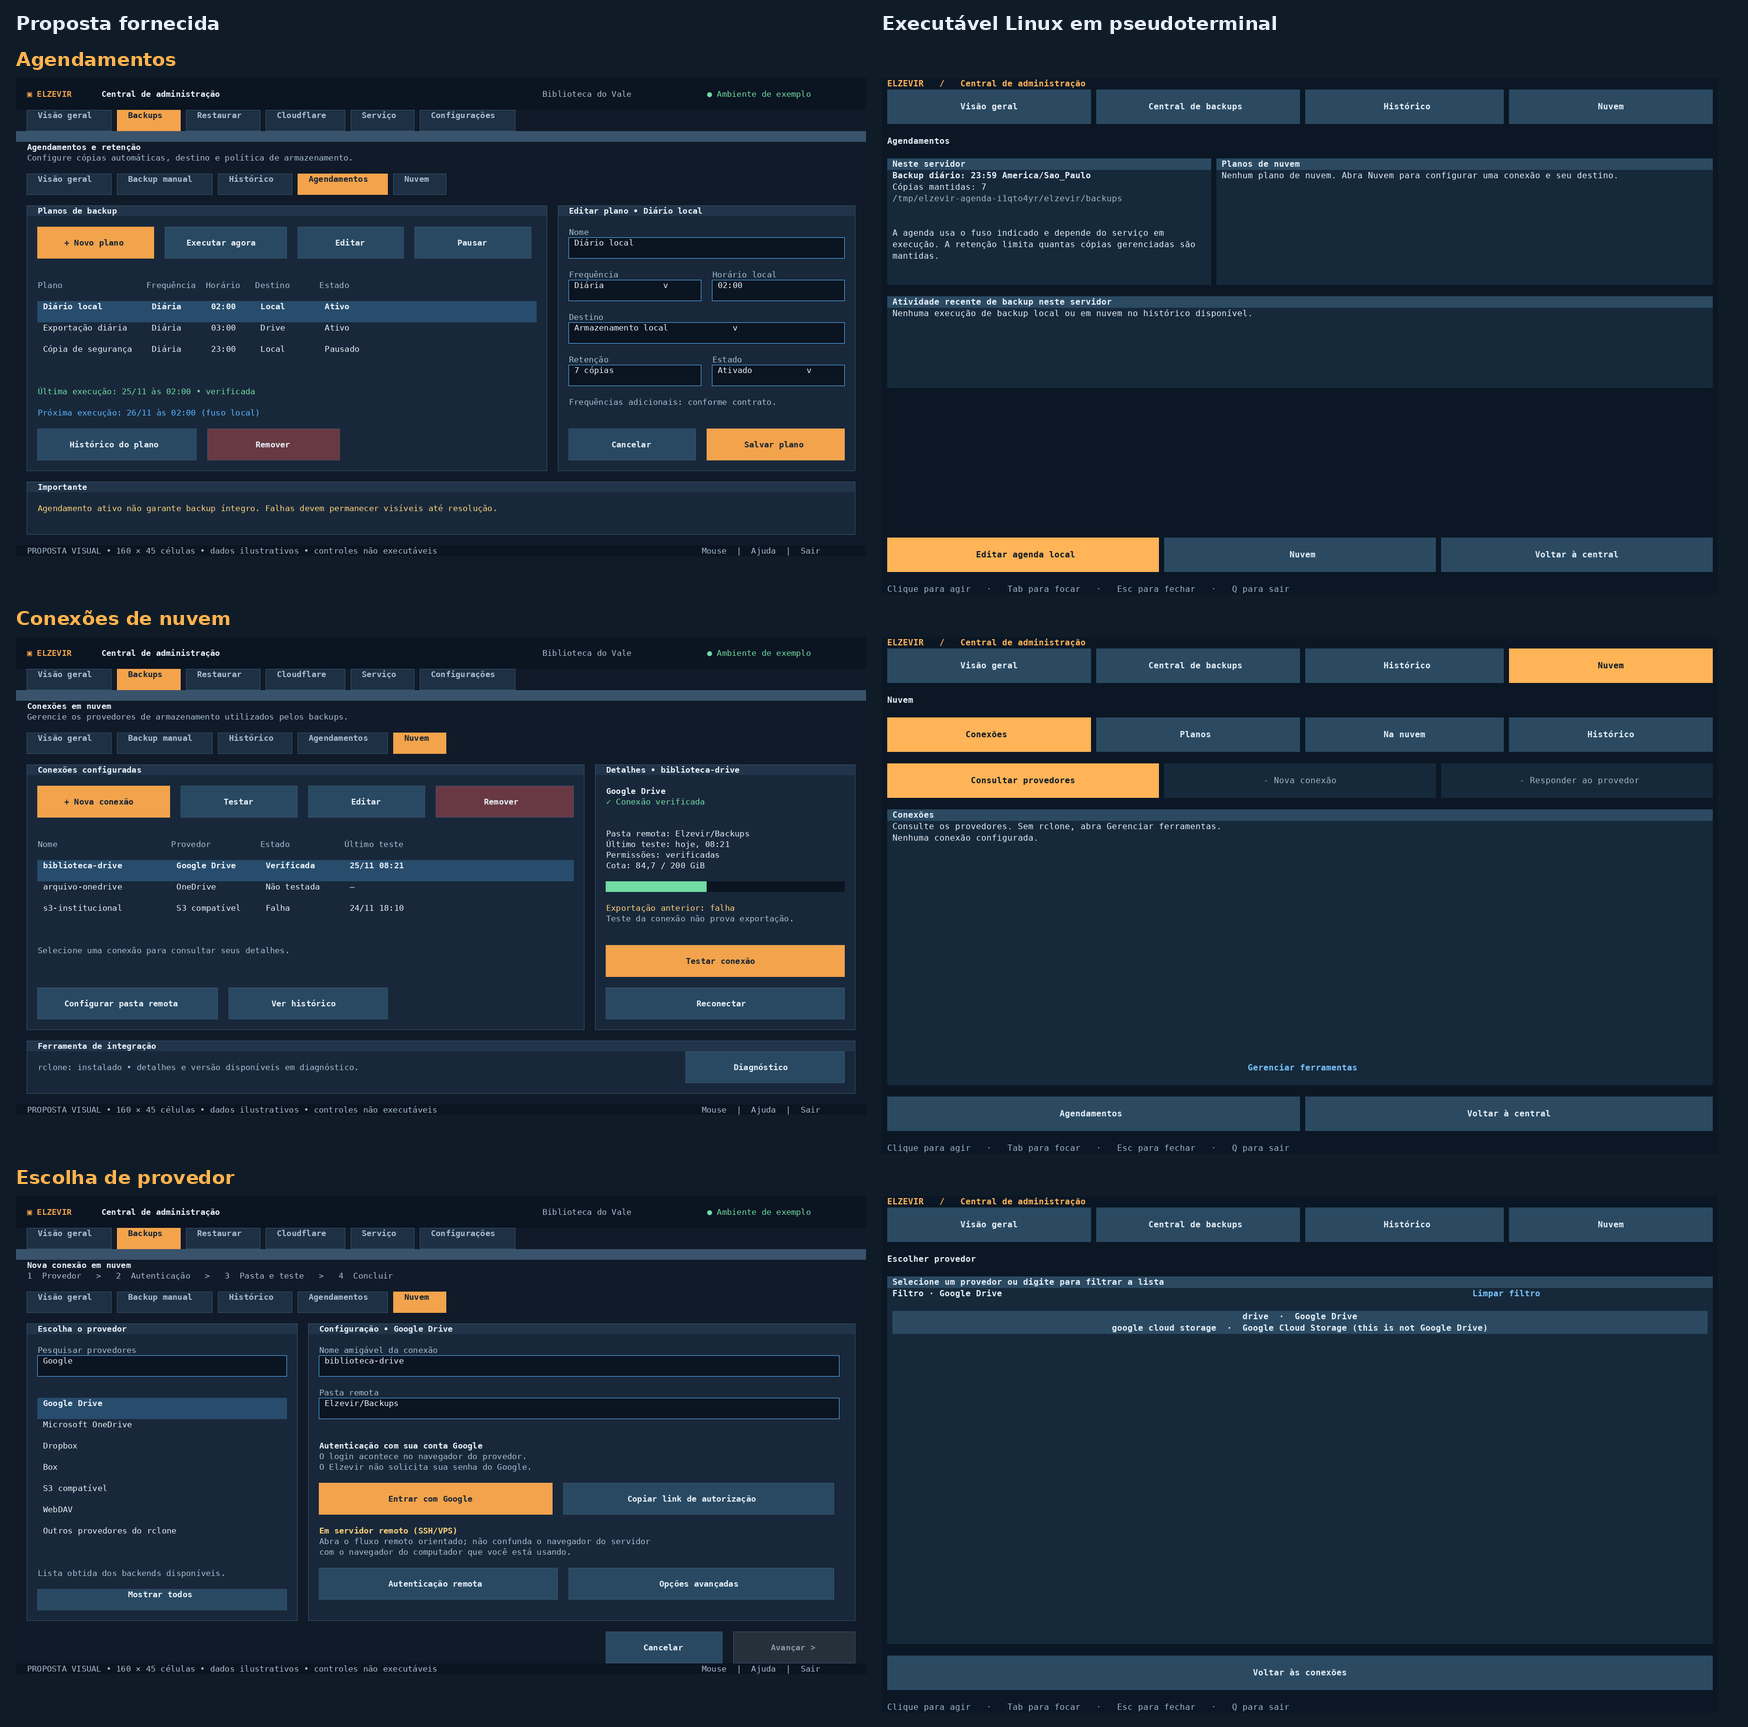 Proposta fornecida
Executável Linux em pseudoterminal
Agendamentos
▣ ELZEVIR Central de administração Biblioteca do Vale ● Ambiente de exemplo
Visão geral Backups Restaurar Cloudflare Serviço Configurações
Agendamentos e retenção
Configure cópias automáticas, destino e política de armazenamento.
Visão geral Backup manual Histórico Agendamentos Nuvem
Planos de backup
+ Novo plano Executar agora Editar Pausar
Plano Frequência Horário Destino Estado
Diário local Diária 02:00 Local Ativo
Exportação diária Diária 03:00 Drive Ativo
Cópia de segurança Diária 23:00 Local Pausado
Última execução: 25/11 às 02:00 • verificada
Próxima execução: 26/11 às 02:00 (fuso local)
Histórico do plano Remover
Editar plano • Diário local
Nome
Diário local
Frequência Horário local
Diária v 02:00
Destino
Armazenamento local v
Retenção Estado
7 cópias Ativado v
Frequências adicionais: conforme contrato.
Cancelar Salvar plano
Importante
Agendamento ativo não garante backup íntegro. Falhas devem permanecer visíveis até resolução.
PROPOSTA VISUAL • 160 × 45 células • dados ilustrativos • controles não executáveis Mouse | Ajuda | Sair
ELZEVIR / Central de administração
Visão geral Central de backups Histórico Nuvem
Agendamentos
Neste servidor
Backup diário: 23:59 America/Sao_Paulo
Cópias mantidas: 7
/tmp/elzevir-agenda-i1qto4yr/elzevir/backups
A agenda usa o fuso indicado e depende do serviço em
execução. A retenção limita quantas cópias gerenciadas são
mantidas.
Planos de nuvem
Nenhum plano de nuvem. Abra Nuvem para configurar uma conexão e seu destino.
Atividade recente de backup neste servidor
Nenhuma execução de backup local ou em nuvem no histórico disponível.
Editar agenda local Nuvem Voltar à central
Clique para agir · Tab para focar · Esc para fechar · Q para sair
Conexões de nuvem
▣ ELZEVIR Central de administração Biblioteca do Vale ● Ambiente de exemplo
Visão geral Backups Restaurar Cloudflare Serviço Configurações
Conexões em nuvem
Gerencie os provedores de armazenamento utilizados pelos backups.
Visão geral Backup manual Histórico Agendamentos Nuvem
Conexões configuradas
+ Nova conexão Testar Editar Remover
Nome Provedor Estado Último teste
biblioteca-drive Google Drive Verificada 25/11 08:21
arquivo-onedrive OneDrive Não testada —
s3-institucional S3 compatível Falha 24/11 18:10
Selecione uma conexão para consultar seus detalhes.
Configurar pasta remota Ver histórico
Detalhes • biblioteca-drive
Google Drive
✓ Conexão verificada
Pasta remota: Elzevir/Backups
Último teste: hoje, 08:21
Permissões: verificadas
Cota: 84,7 / 200 GiB
Exportação anterior: falha
Teste da conexão não prova exportação.
Testar conexão
Reconectar
Ferramenta de integração
rclone: instalado • detalhes e versão disponíveis em diagnóstico.
Diagnóstico
PROPOSTA VISUAL • 160 × 45 células • dados ilustrativos • controles não executáveis Mouse | Ajuda | Sair
ELZEVIR / Central de administração
Visão geral Central de backups Histórico Nuvem
Nuvem
Conexões Planos Na nuvem Histórico
Consultar provedores - Nova conexão - Responder ao provedor
Conexões
Consulte os provedores. Sem rclone, abra Gerenciar ferramentas.
Nenhuma conexão configurada.
Gerenciar ferramentas
Agendamentos Voltar à central
Clique para agir · Tab para focar · Esc para fechar · Q para sair
Escolha de provedor
▣ ELZEVIR Central de administração Biblioteca do Vale ● Ambiente de exemplo
Visão geral Backups Restaurar Cloudflare Serviço Configurações
Nova conexão em nuvem
1 Provedor > 2 Autenticação > 3 Pasta e teste > 4 Concluir
Visão geral Backup manual Histórico Agendamentos Nuvem
Escolha o provedor
Pesquisar provedores
Google
Google Drive
Microsoft OneDrive
Dropbox
Box
S3 compatível
WebDAV
Outros provedores do rclone
Lista obtida dos backends disponíveis.
Mostrar todos
Configuração • Google Drive
Nome amigável da conexão
biblioteca-drive
Pasta remota
Elzevir/Backups
Autenticação com sua conta Google
O login acontece no navegador do provedor.
O Elzevir não solicita sua senha do Google.
Entrar com Google Copiar link de autorização
Em servidor remoto (SSH/VPS)
Abra o fluxo remoto orientado; não confunda o navegador do servidor
com o navegador do computador que você está usando.
Autenticação remota Opções avançadas
Cancelar Avançar >
PROPOSTA VISUAL • 160 × 45 células • dados ilustrativos • controles não executáveis Mouse | Ajuda | Sair
ELZEVIR / Central de administração
Visão geral Central de backups Histórico Nuvem
Escolher provedor
Selecione um provedor ou digite para filtrar a lista
Filtro · Google Drive Limpar filtro
drive · Google Drive
google cloud storage · Google Cloud Storage (this is not Google Drive)
Voltar às conexões
Clique para agir · Tab para focar · Esc para fechar · Q para sair